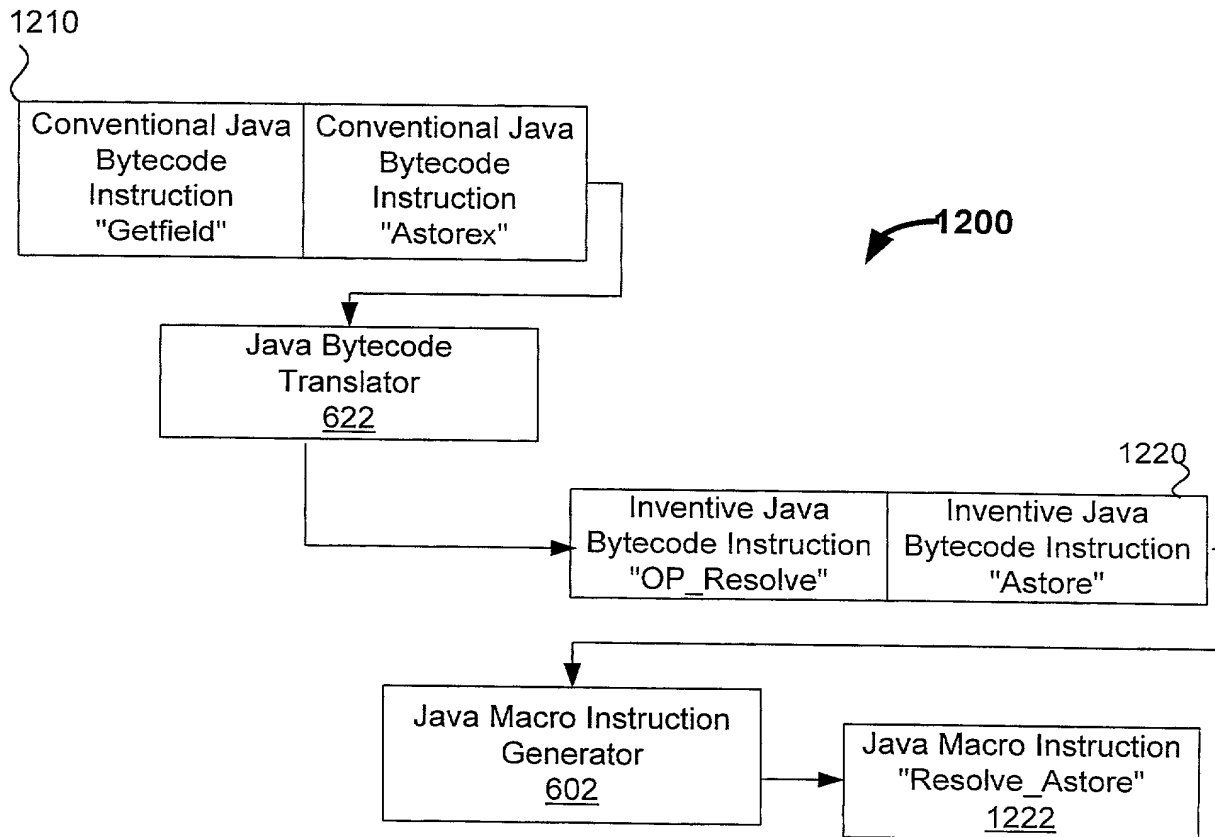 1210
Conventional Java
Bytecode
Instruction
"Getfield"
Conventional Java
Bytecode
Instruction
"Astorex"
1200
Java Bytecode
Translator
622
1220
Inventive Java
Bytecode Instruction
"OP_Resolve"
Inventive Java
Bytecode Instruction
"Astore"
Java Macro Instruction
Generator
602
Java Macro Instruction
"Resolve_Astore"
1222